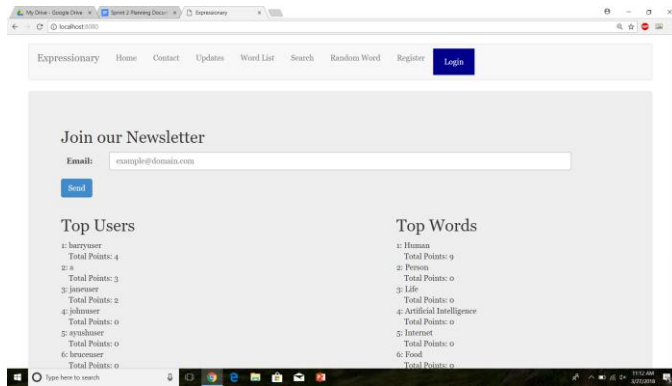 My Drive - Google Drive
Sprint 2 Planning Docum
Expressionary
localhost:8080
Expressionary Home Contact Updates Word List Search Random Word Register Login
Join our Newsletter
Email: example@domain.com
Send
Top Users
1: barryuser
Total Points: 4
2: a
Total Points: 3
3: janeuser
Total Points: 2
4: johnuser
Total Points: 0
5: ayushuser
Total Points: 0
6: bruceuser
Total Points: 0
Top Words
1: Human
Total Points: 9
2: Person
Total Points: 0
3: Life
Total Points: 0
4: Artificial Intelligence
Total Points: 0
5: Internet
Total Points: 0
6: Food
Total Points: 0
Type here to search
11:12 AM
3/27/2018